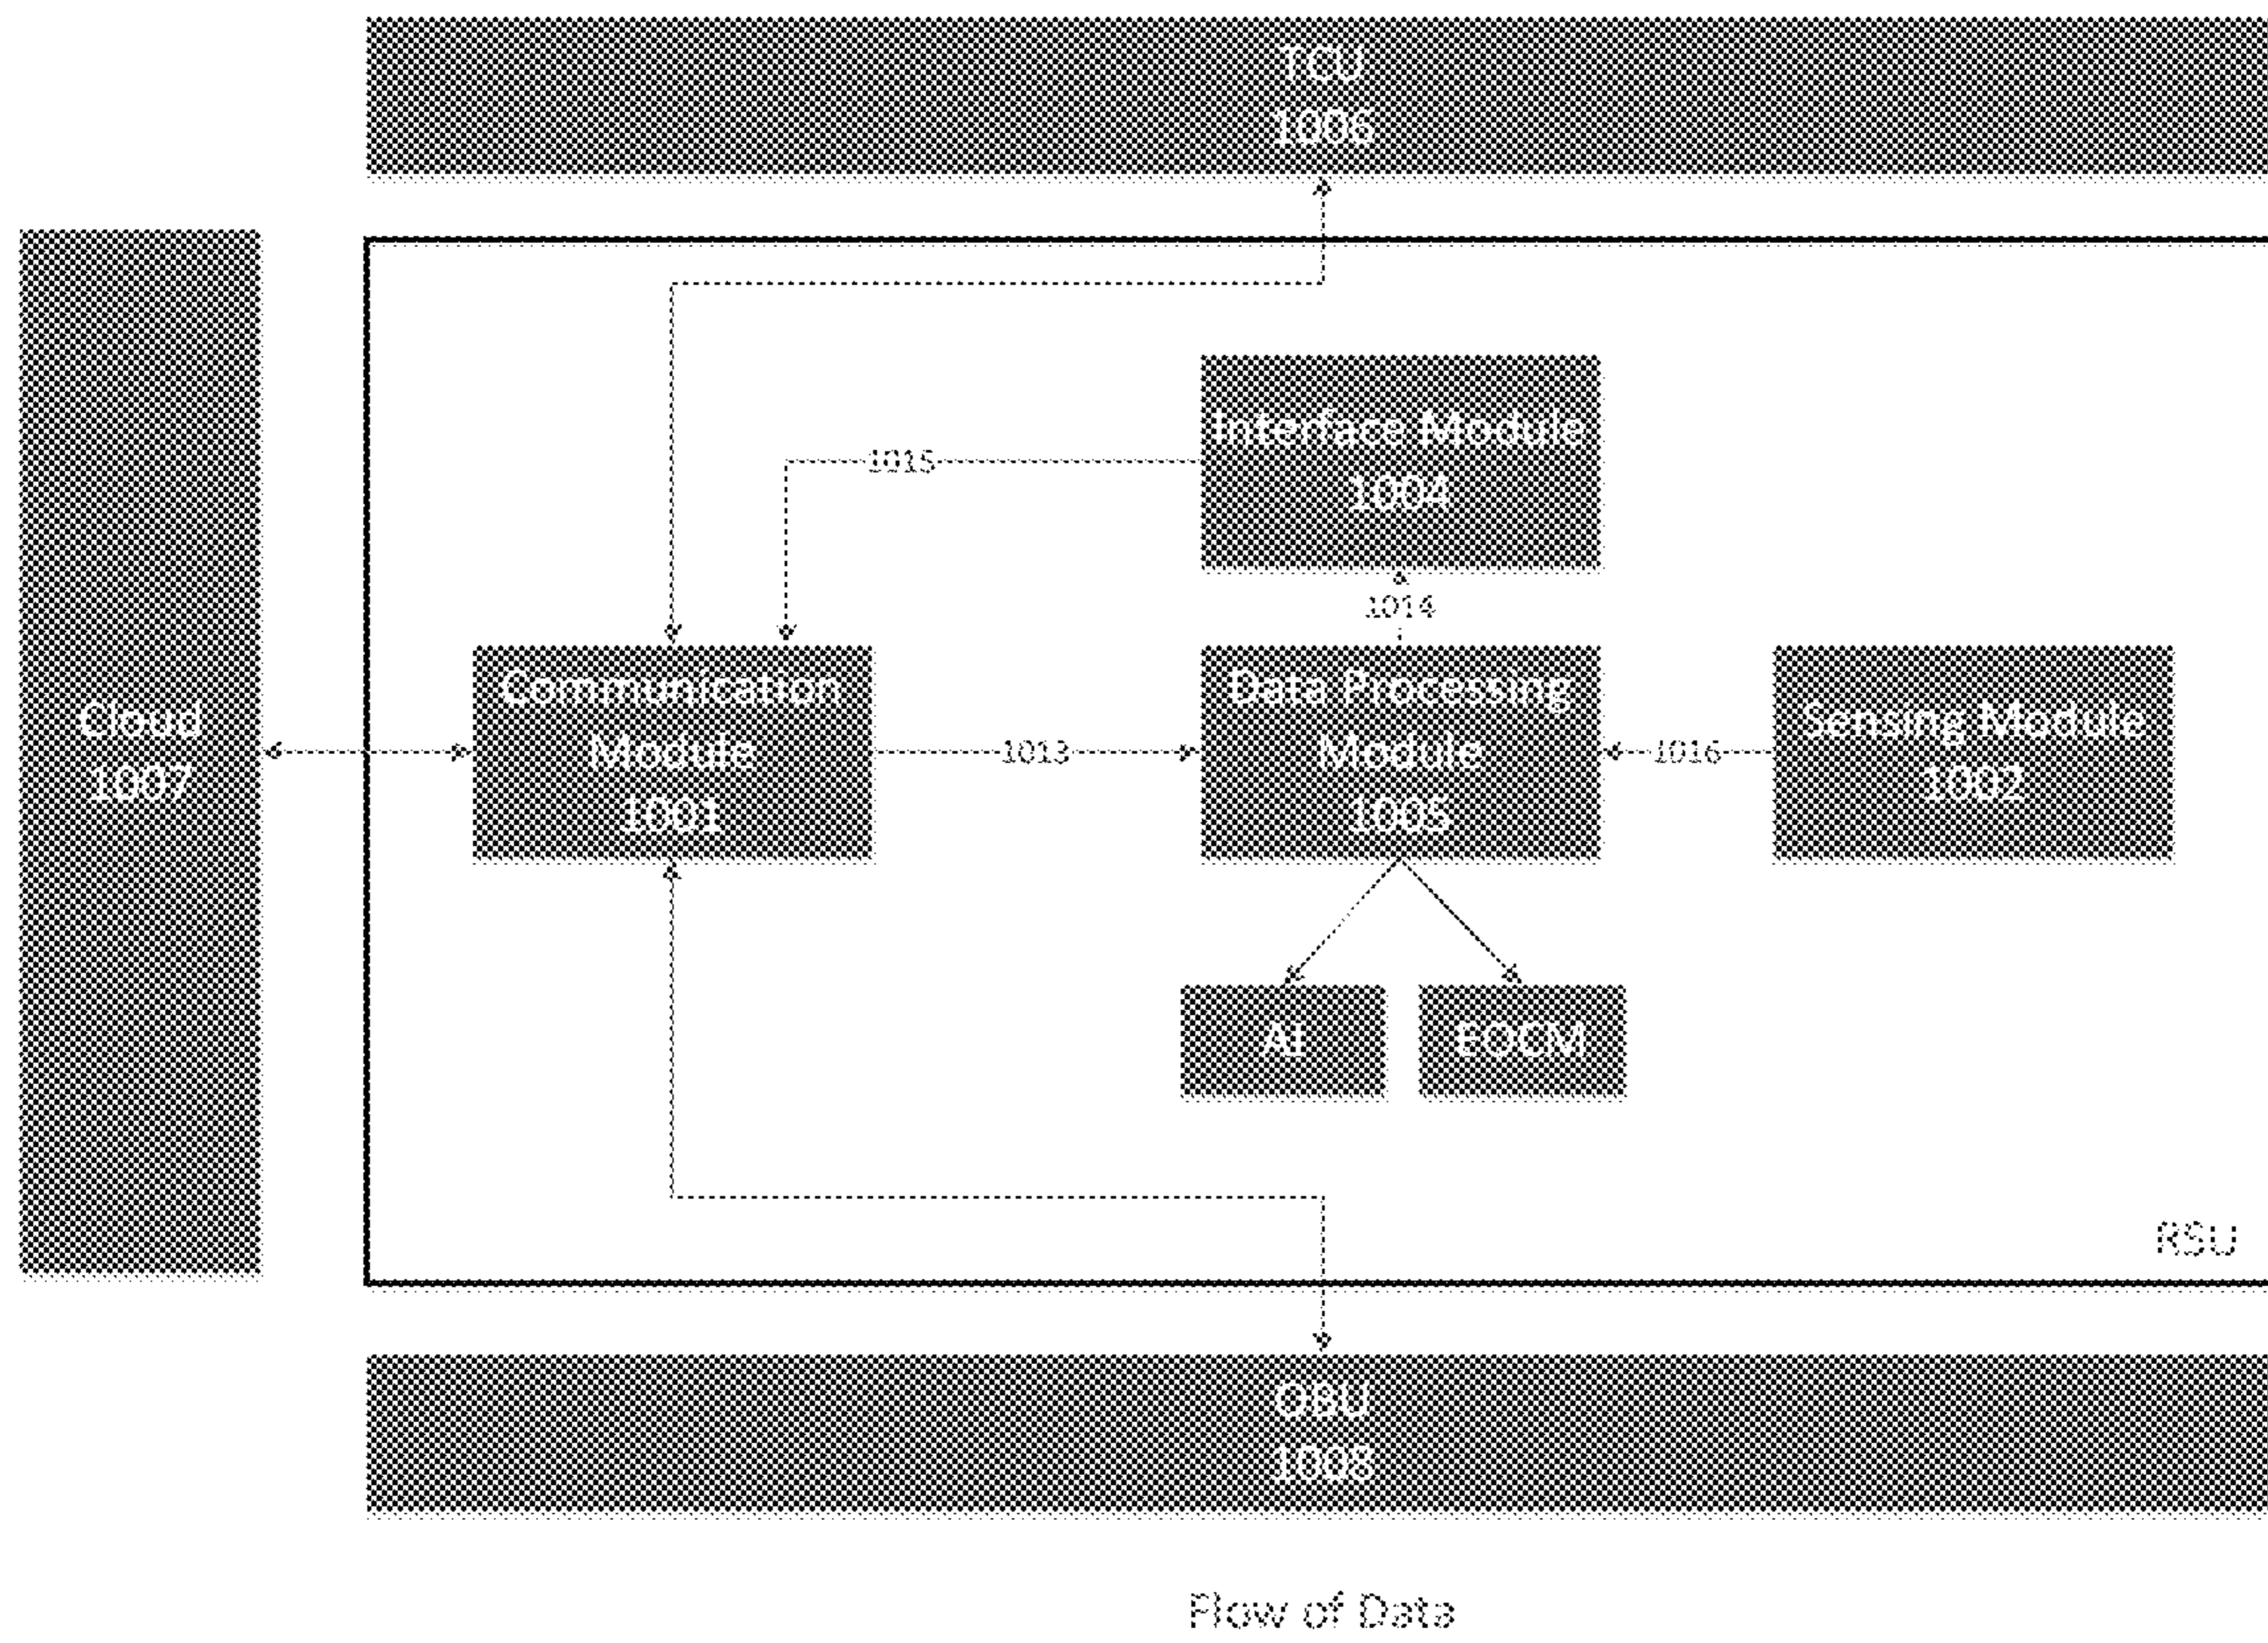 TCU
1006
Interface Module
1004
1015
1014
Cloud
1007
Communication
Module
1001
1013
Data Processing
Module
1005
1016
Sensing Module
1002
AI
EOCM
RSU
OBU
1008
Flow of Data